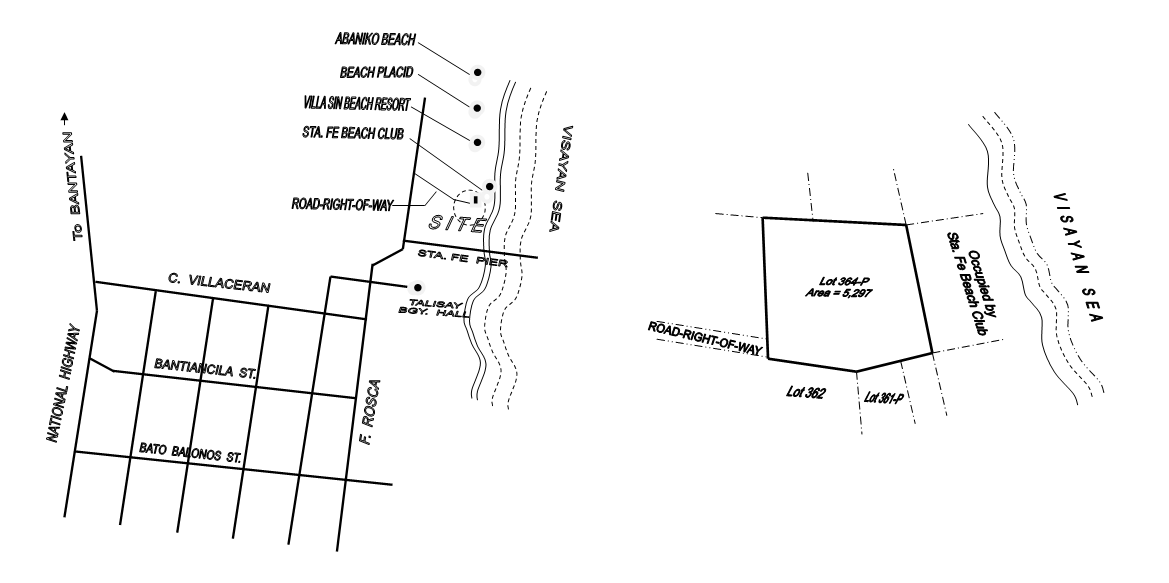 ABANIKO BEACH
BEACH PLACID
VILLA SIN BEACH RESORT
STA. FE BEACH CLUB
ROAD-RIGHT-OF-WAY
SITE
VISAYAN SEA
To BANTAYAN
STA. FE PIER
C. VILLACERAN
TALISAY
BGY. HALL
NATIONAL HIGHWAY
BANTIANCILA ST.
F. ROSCA
BATO BALONOS ST.
Lot 364-P
Area = 5,297
Occupied by
Sta. Fe Beach Club
VISAYAN SEA
ROAD-RIGHT-OF-WAY
Lot 362
Lot 361-P